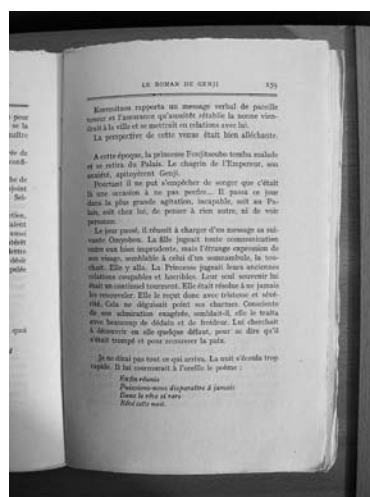 pour
se la
naître
LE ROMAN DE GENJI 179
Koremitsou rapporta un message verbal de pareille
teneur et l'assurance qu'aussitôt rétablie la nonne vien-
drait à la ville et se mettrait en relations avec lui.
La perspective de cette venue était bien alléchante.
A cette époque, la princesse Foujitsoubo tomba malade
et se retira du Palais. Le chagrin de l'Empereur, son
anxiété, apitoyèrent Genji.
Pourtant il ne put s'empêcher de songer que c'était
là une occasion à ne pas perdre. Il passa ce jour
dans la plus grande agitation, incapable, soit au Pa-
lais, soit chez lui, de penser à rien autre, ni de voir
personne.
Le jour passé, il réussit à charger d'un message sa sui-
vante Omyobou. La fille jugeait toute communication
entre eux bien imprudente, mais l'étrange expression de
son visage, semblable à celui d'un somnambule, la tou-
chait. Elle y alla. La Princesse jugeait leurs anciennes
relations coupables et horribles. Leur seul souvenir lui
était un continuel tourment. Elle était résolue à ne jamais
les renouveler. Elle le reçut donc avec tristesse et sévé-
rité. Cela ne déguisait point ses charmes. Consciente
de son admiration exagérée, semblait-il, elle le traita
avec beaucoup de dédain et de froideur. Lui cherchait
à découvrir en elle quelque défaut, pour se dire qu'il
s'était trompé et pour recouvrer la paix.
Je ne dirai pas tout ce qui arriva. La nuit s'écoula trop
rapide. Il lui murmurait à l'oreille le poème :
Enfin réunis
Puissions-nous disparaître à jamais
Dans le rêve si rare
Rêvé cette nuit.